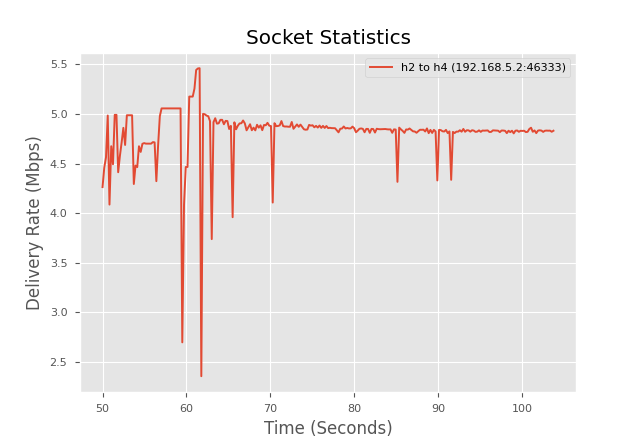 Socket Statistics
h2 to h4 (192.168.5.2:46333)
Delivery Rate (Mbps)
5.5
5.0
4.5
4.0
3.5
3.0
2.5
50 60 70 80 90 100
Time (Seconds)